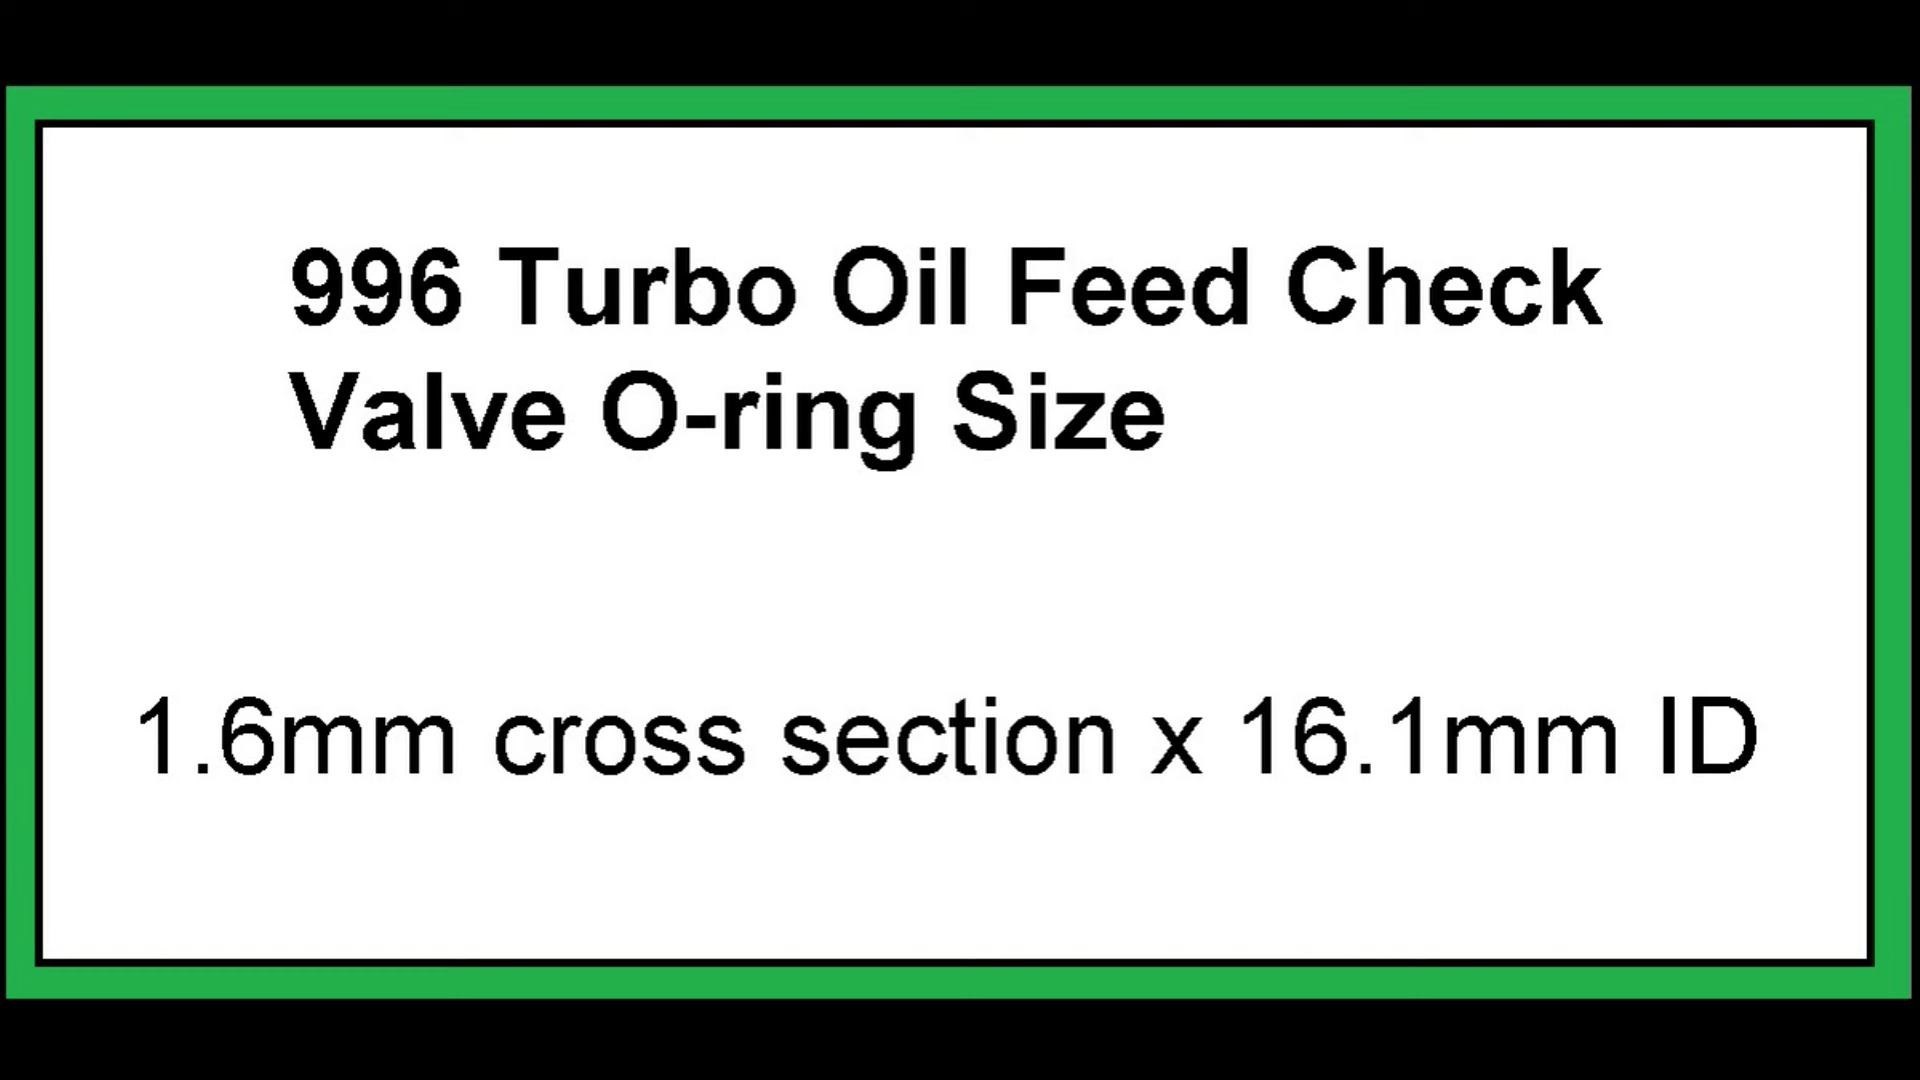 996 Turbo Oil Feed Check
Valve O-ring Size
1.6mm cross section x 16.1mm ID